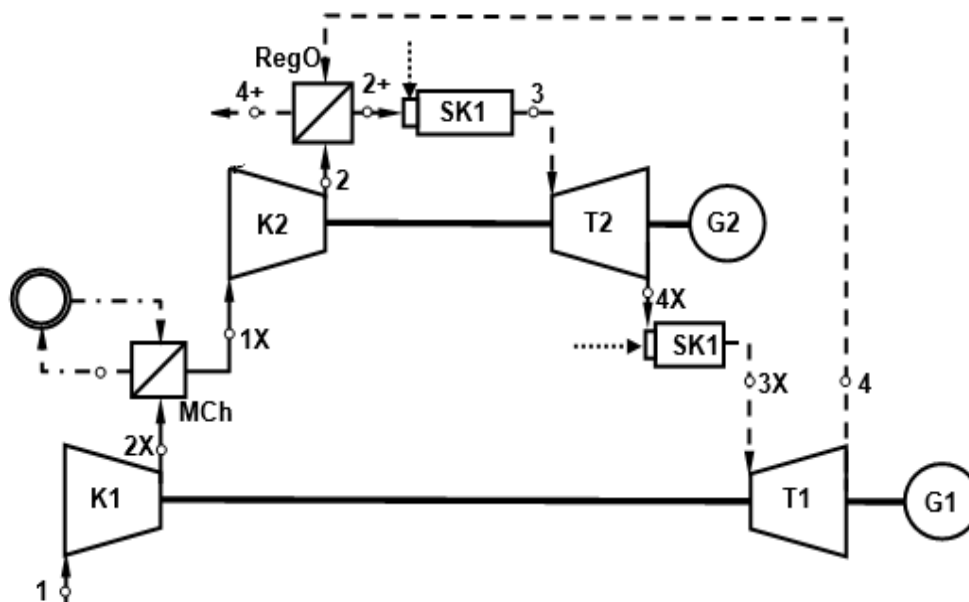 RegO
4+
2+
SK1
3
2
K2
T2
G2
4X
1X
SK1
MCh
3X
4
2X
K1
T1
G1
1